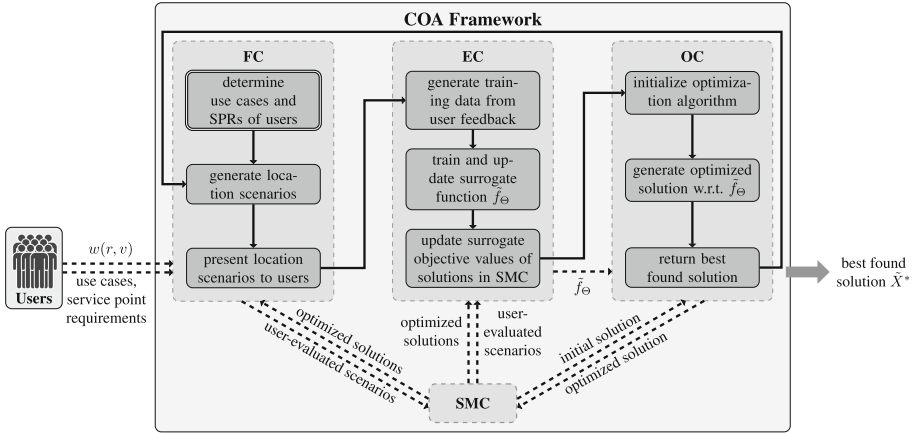 COA Framework
FC
determine
use cases and
SPRs of users
generate loca-
tion scenarios
present location
scenarios to users
EC
generate train-
ing data from
user feedback
train and up-
date surrogate
function f̃_Θ
update surrogate
objective values of
solutions in SMC
OC
initialize optimiza-
tion algorithm
generate optimized
solution w.r.t. f̃_Θ
return best
found solution
Users
w(r, v)
use cases,
service point
requirements
f̃_Θ
best found
solution X̃*
optimized solutions
user-evaluated scenarios
optimized
solutions
user-
evaluated
scenarios
initial solution
optimized solution
SMC